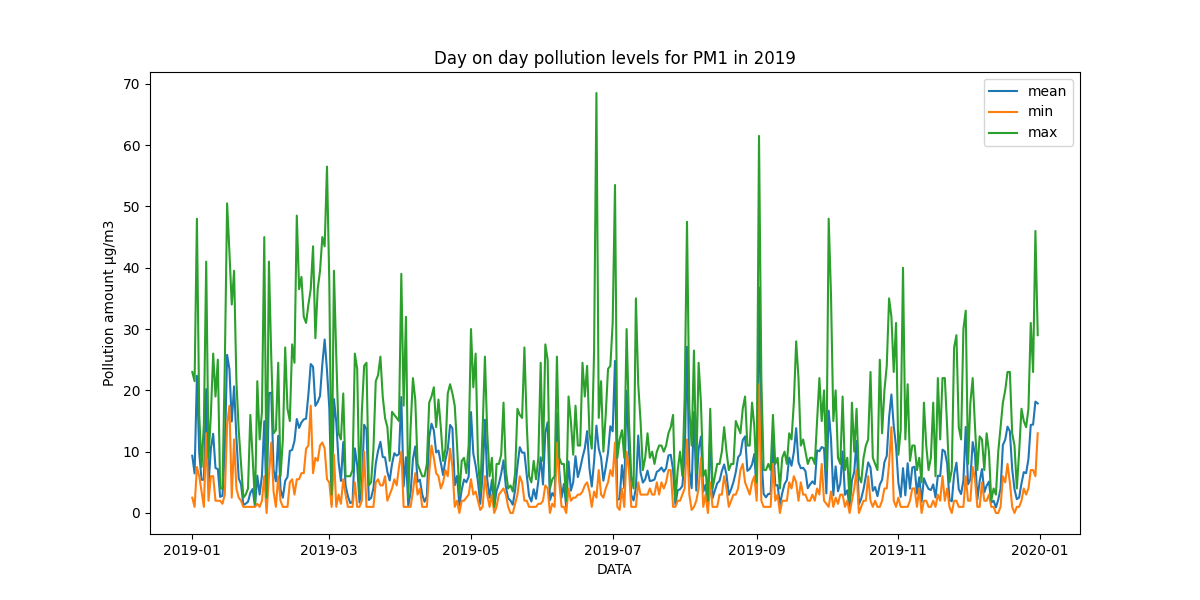 Day on day pollution levels for PM1 in 2019
Pollution amount µg/m3
70
60
50
40
30
20
10
0
mean
min
max
2019-01
2019-03
2019-05
2019-07
2019-09
2019-11
2020-01
DATA